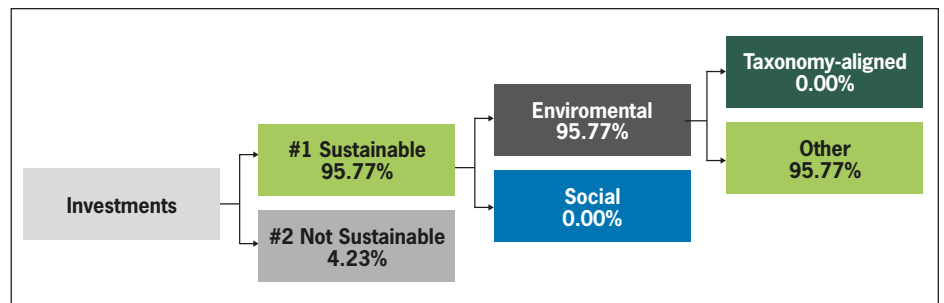 Investments
#1 Sustainable
95.77%
#2 Not Sustainable
4.23%
Enviromental
95.77%
Social
0.00%
Taxonomy-aligned
0.00%
Other
95.77%